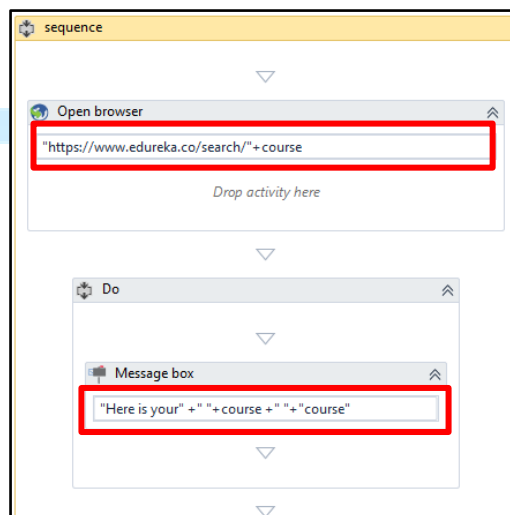 sequence
Open browser
"https://www.edureka.co/search/"+course
Drop activity here
Do
Message box
"Here is your" +" "+course +" "+"course"